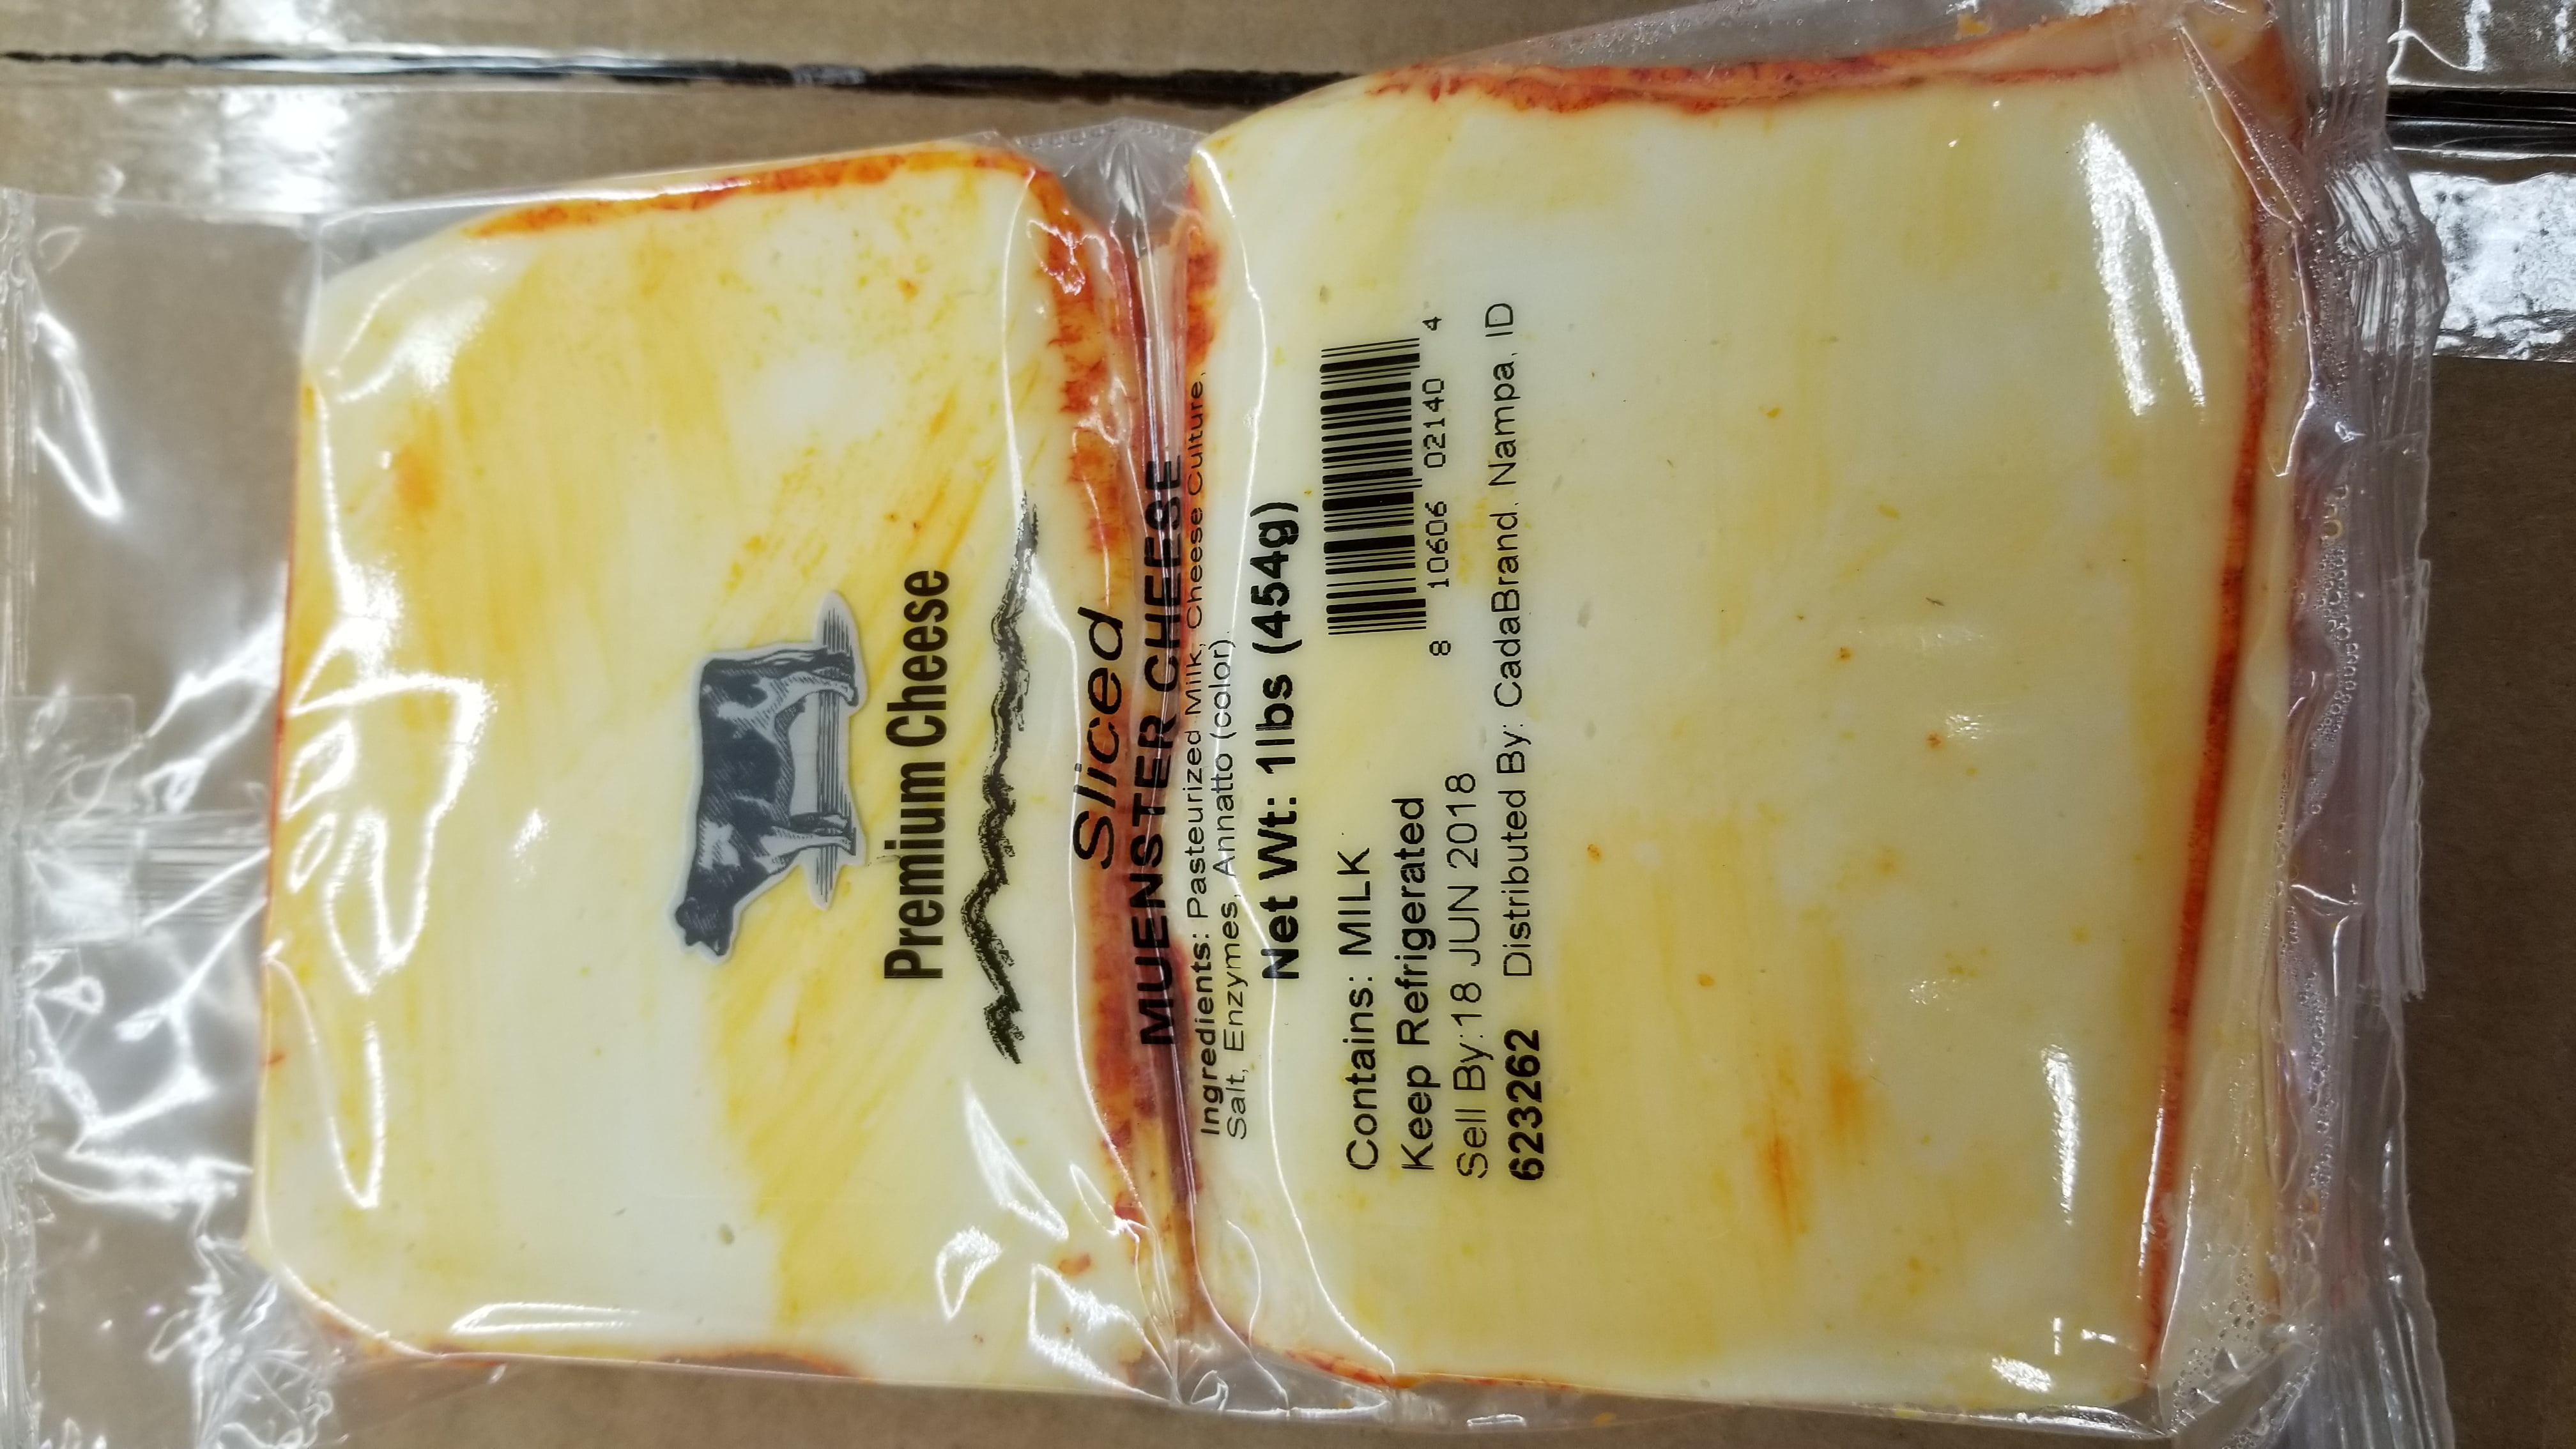 Premium Cheese
Sliced
MUENSTER CHEESE
Ingredients: Pasteurized Milk, Cheese Culture,
Salt, Enzymes, Annatto (color).
Net Wt: 1lbs (454g)
Contains: MILK
Keep Refrigerated
Sell By:18 JUN 2018
8 10606 02140 4
623262 Distributed By: CadaBrand, Nampa, ID